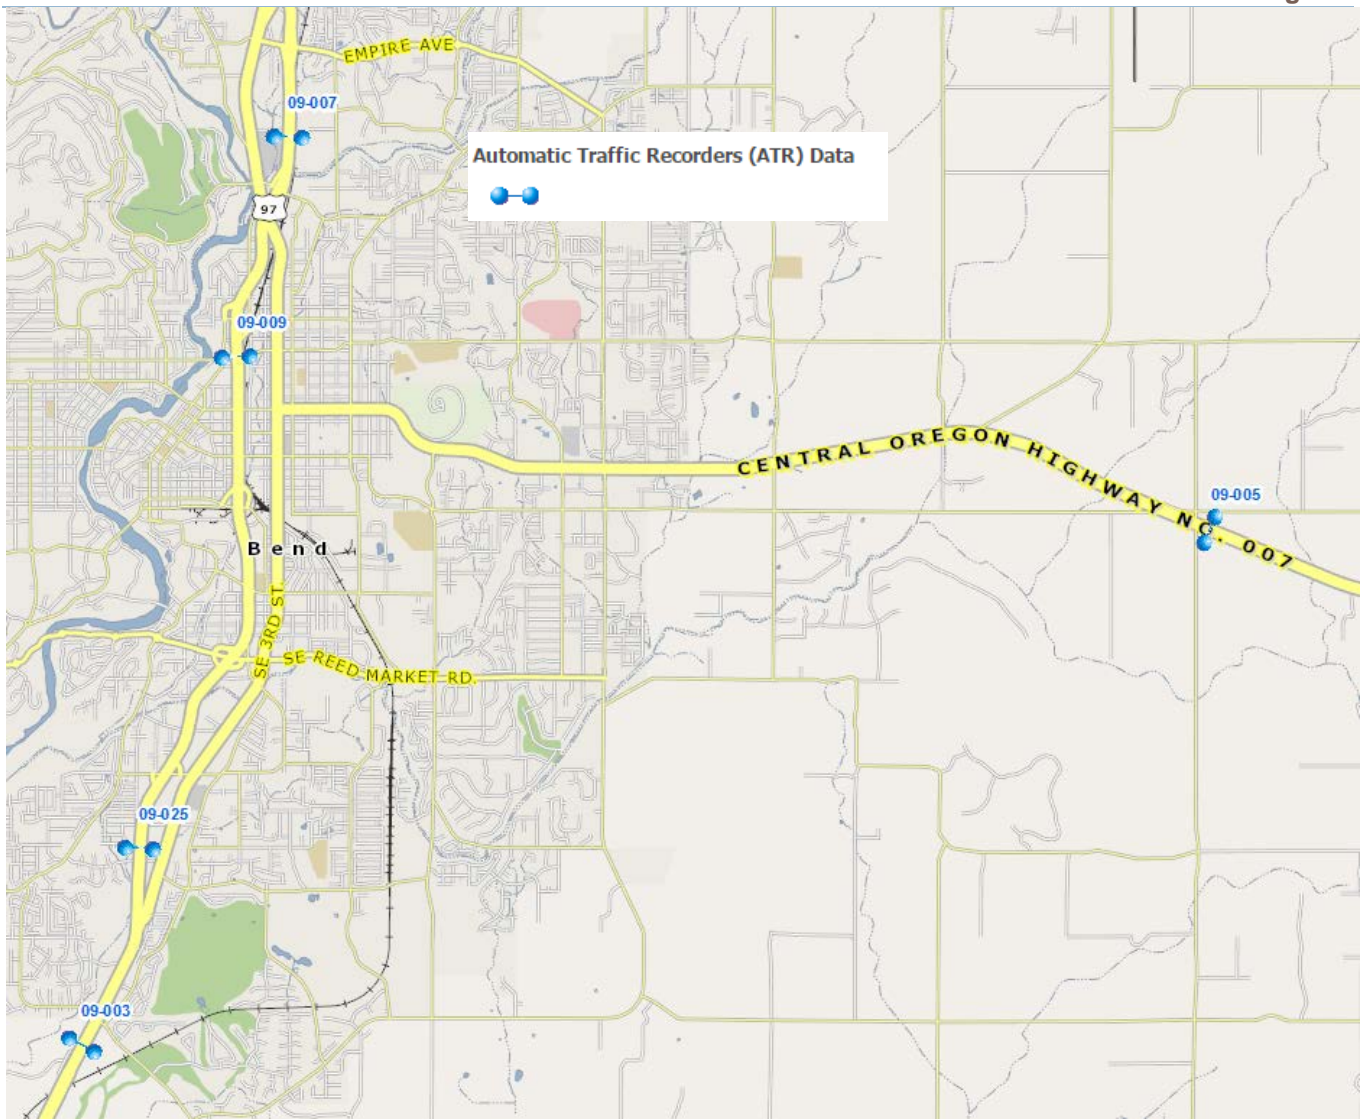 EMPIRE AVE
09-007
Automatic Traffic Recorders (ATR) Data
97
09-009
CENTRAL OREGON HIGHWAY NO. 007
09-005
Bend
SE 3RD ST.
SE REED MARKET RD.
09-025
09-003